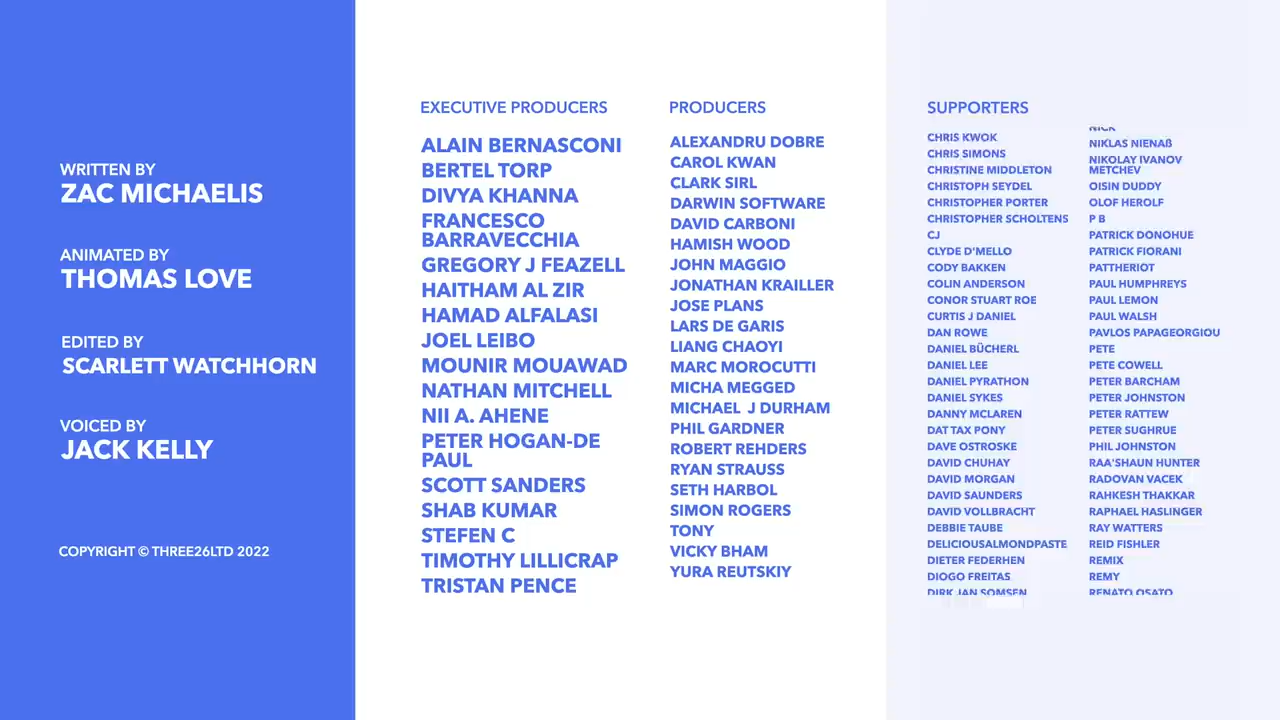 WRITTEN BY
ZAC MICHAELIS
ANIMATED BY
THOMAS LOVE
EDITED BY
SCARLETT WATCHHORN
VOICED BY
JACK KELLY
COPYRIGHT © THREE26LTD 2022
EXECUTIVE PRODUCERS
ALAIN BERNASCONI
BERTEL TORP
DIVYA KHANNA
FRANCESCO
BARRAVECCHIA
GREGORY J FEAZELL
HAITHAM AL ZIR
HAMAD ALFALASI
JOEL LEIBO
MOUNIR MOUAWAD
NATHAN MITCHELL
NII A. AHENE
PETER HOGAN-DE
PAUL
SCOTT SANDERS
SHAB KUMAR
STEFEN C
TIMOTHY LILLICRAP
TRISTAN PENCE
PRODUCERS
ALEXANDRU DOBRE
CAROL KWAN
CLARK SIRL
DARWIN SOFTWARE
DAVID CARBONI
HAMISH WOOD
JOHN MAGGIO
JONATHAN KRAILLER
JOSE PLANS
LARS DE GARIS
LIANG CHAOYI
MARC MOROCUTTI
MICHA MEGGED
MICHAEL J DURHAM
PHIL GARDNER
ROBERT REHDERS
RYAN STRAUSS
SETH HARBOL
SIMON ROGERS
TONY
VICKY BHAM
YURA REUTSKIY
SUPPORTERS
CHRIS KWOK
CHRIS SIMONS
CHRISTINE MIDDLETON
CHRISTOPH SEYDEL
CHRISTOPHER PORTER
CHRISTOPHER SCHOLTENS
CJ
CLYDE D'MELLO
CODY BAKKEN
COLIN ANDERSON
CONOR STUART ROE
CURTIS J DANIEL
DAN ROWE
DANIEL BÜCHERL
DANIEL LEE
DANIEL PYRATHON
DANIEL SYKES
DANNY MCLAREN
DAT TAX PONY
DAVE OSTROSKE
DAVID CHUHAY
DAVID MORGAN
DAVID SAUNDERS
DAVID VOLLBRACHT
DEBBIE TAUBE
DELICIOUSALMONDPASTE
DIETER FEDERHEN
DIOGO FREITAS
DIRK JAN SOMSEN
NICK
NIKLAS NIENAß
NIKOLAY IVANOV
METCHEV
OISIN DUDDY
OLOF HEROLF
P B
PATRICK DONOHUE
PATRICK FIORANI
PATTHERIOT
PAUL HUMPHREYS
PAUL LEMON
PAUL WALSH
PAVLOS PAPAGEORGIOU
PETE
PETE COWELL
PETER BARCHAM
PETER JOHNSTON
PETER RATTEW
PETER SUGHRUE
PHIL JOHNSTON
RAA'SHAUN HUNTER
RADOVAN VACEK
RAHKESH THAKKAR
RAPHAEL HASLINGER
RAY WATTERS
REID FISHLER
REMIX
REMY
RENATO OSATO